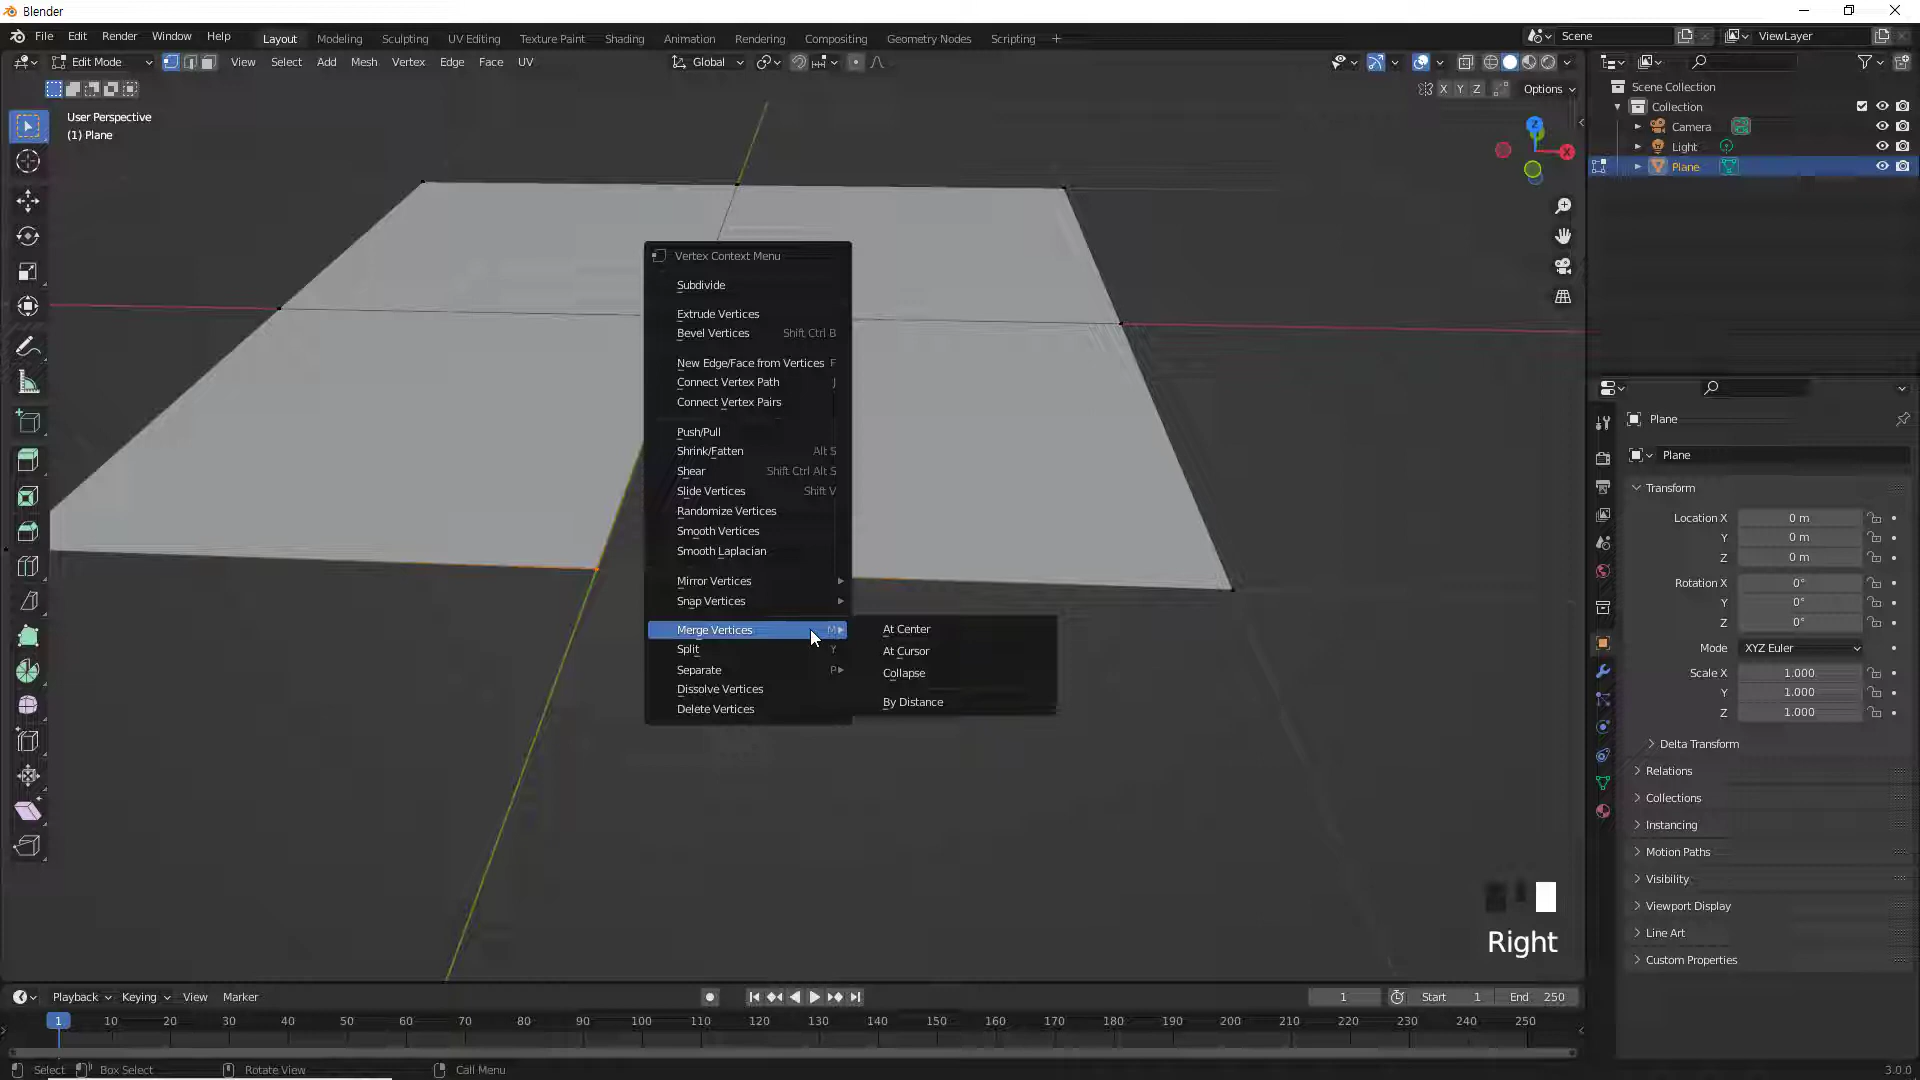 Blender
File Edit Render Window Help
Layout Modeling Sculpting UV Editing Texture Paint Shading Animation Rendering Compositing Geometry Nodes Scripting +
Scene
ViewLayer
Edit Mode
View Select Add Mesh Vertex Edge Face UV
Global
X Y Z
Options
User Perspective
(1) Plane
Z
X
Scene Collection
Collection
Camera
Light
Plane
Vertex Context Menu
Subdivide
Extrude Vertices
Bevel Vertices Shift Ctrl B
New Edge/Face from Vertices F
Connect Vertex Path J
Connect Vertex Pairs
Push/Pull
Shrink/Fatten Alt S
Shear Shift Ctrl Alt S
Slide Vertices Shift V
Randomize Vertices
Smooth Vertices
Smooth Laplacian
Mirror Vertices
Snap Vertices
Merge Vertices M
Split Y
Separate P
Dissolve Vertices
Delete Vertices
At Center
At Cursor
Collapse
By Distance
Plane
Plane
Transform
Location X 0 m
Y 0 m
Z 0 m
Rotation X 0°
Y 0°
Z 0°
Mode XYZ Euler
Scale X 1.000
Y 1.000
Z 1.000
Delta Transform
Relations
Collections
Instancing
Motion Paths
Visibility
Viewport Display
Line Art
Custom Properties
Right
Playback Keying View Marker
1
Start 1
End 250
1 10 20 30 40 50 60 70 80 90 100 110 120 130 140 150 160 170 180 190 200 210 220 230 240 250
Select
Box Select
Rotate View
Call Menu
3.0.0